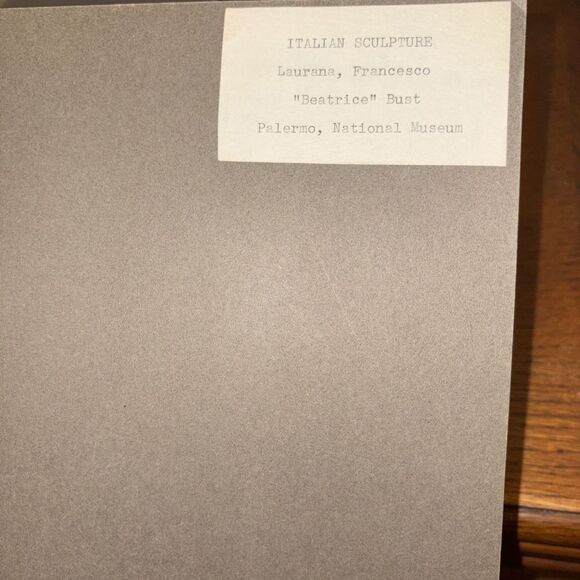 ITALIAN SCULPTURE
Laurana, Francesco
"Beatrice" Bust
Palermo, National Museum